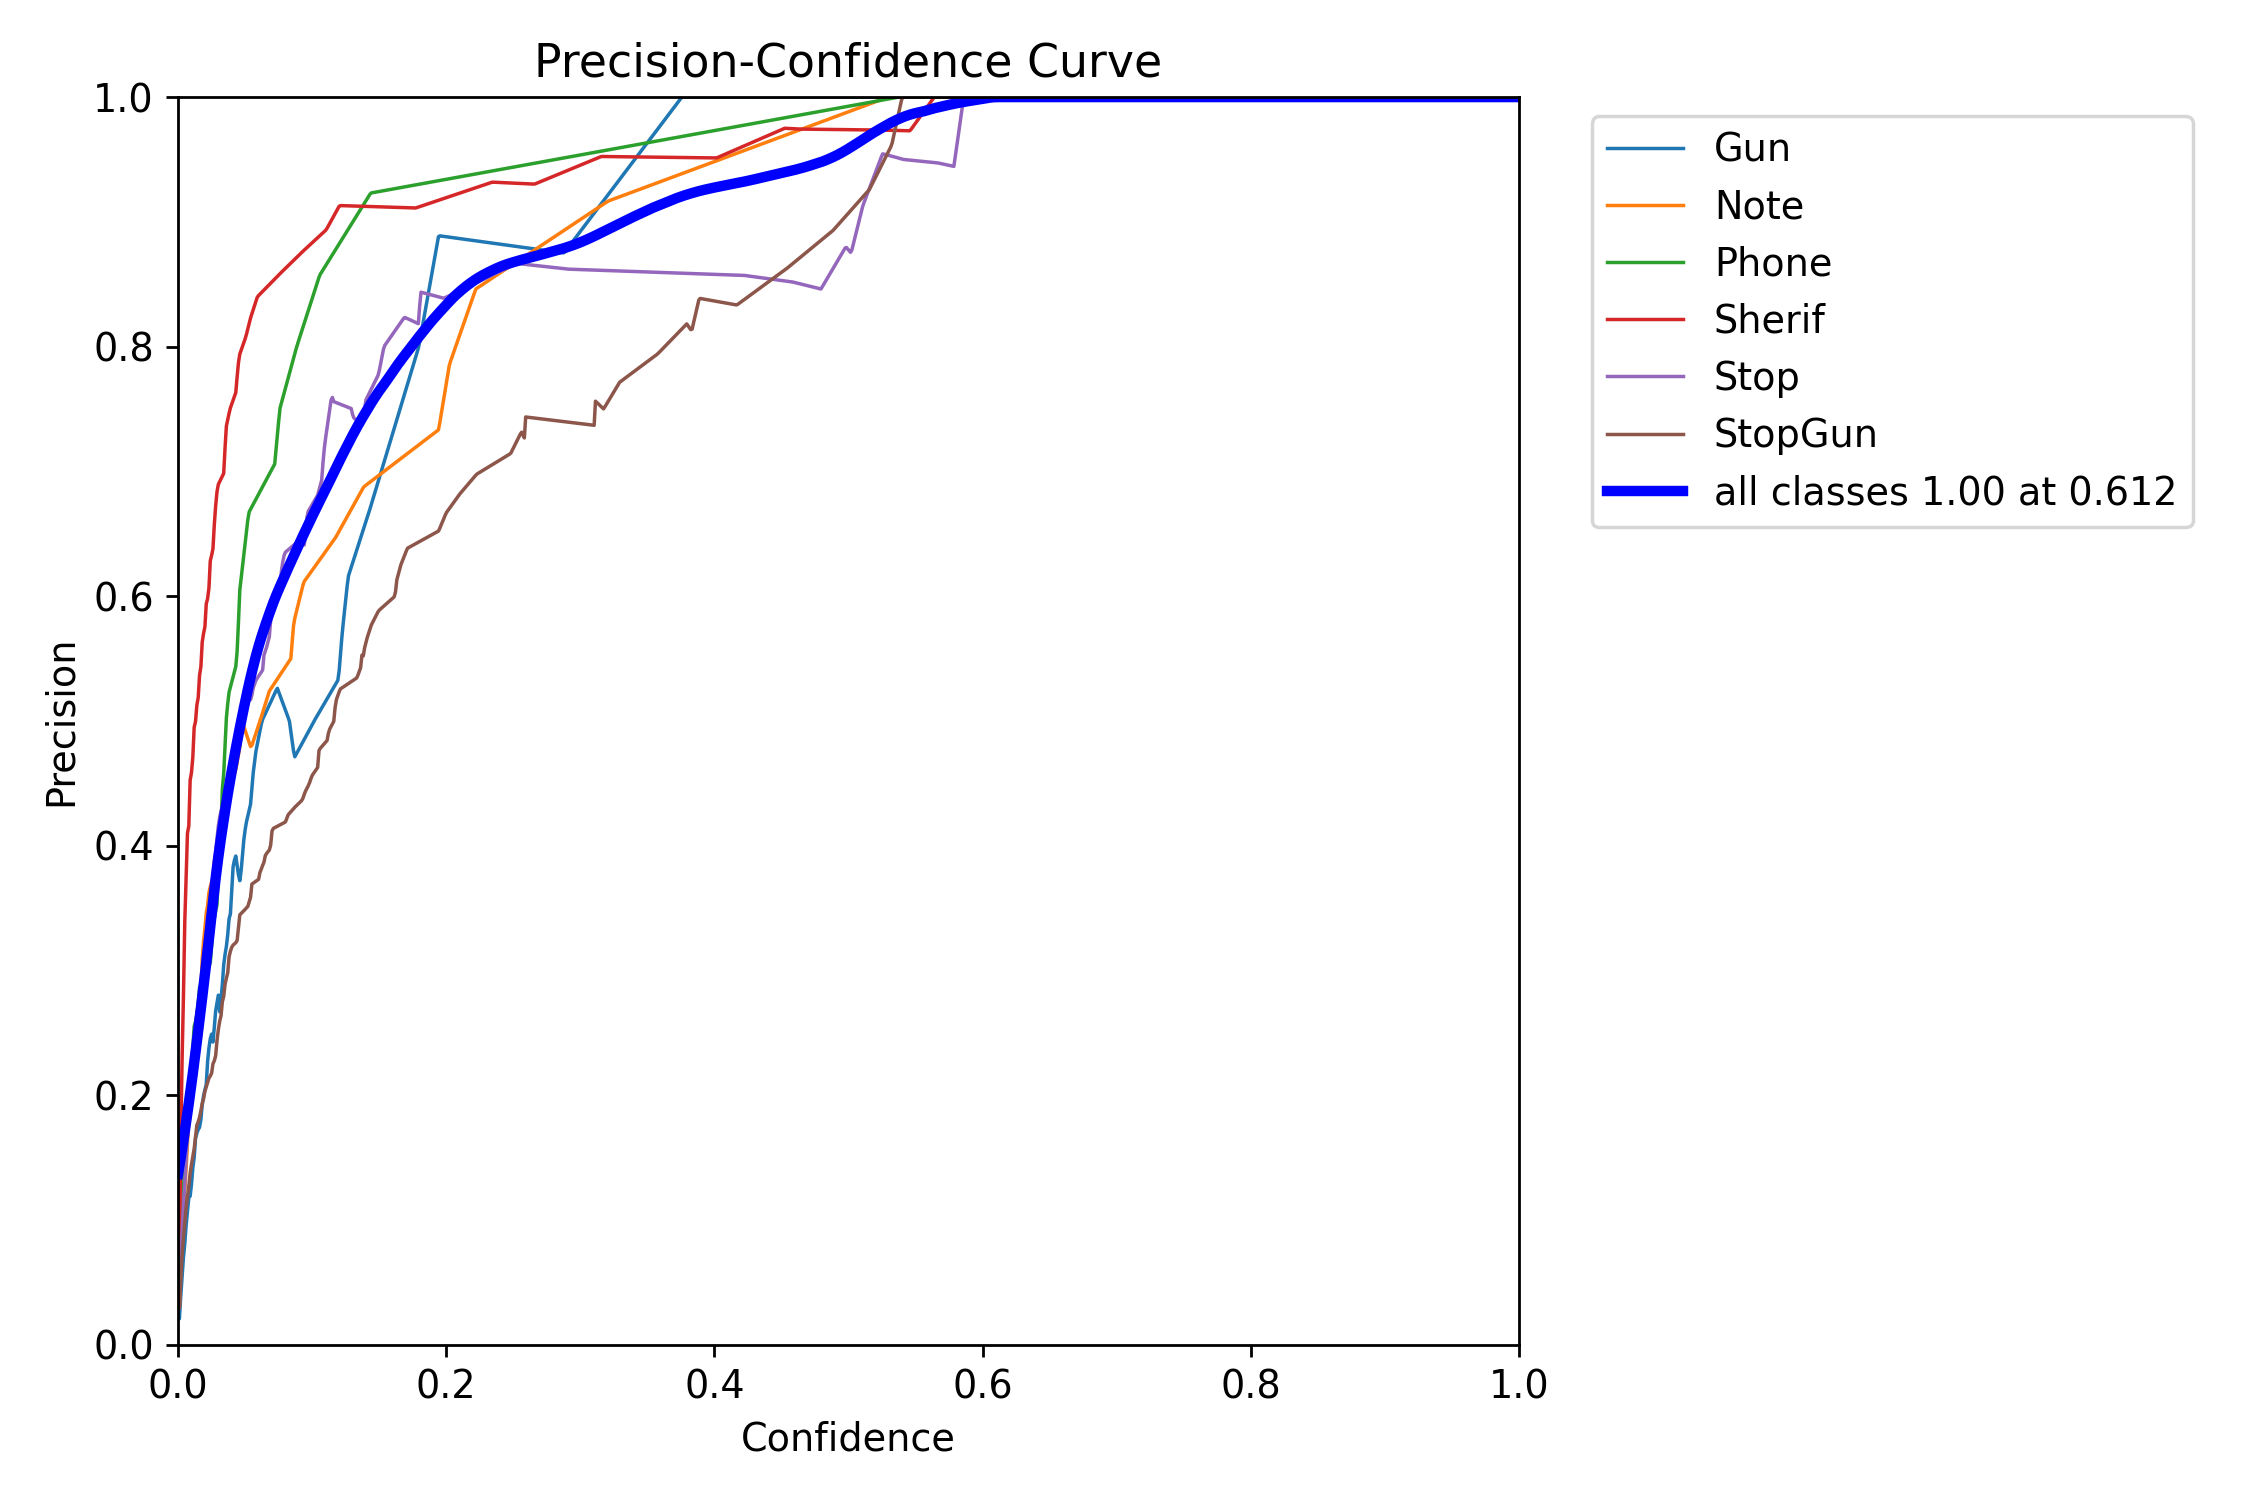 Precision-Confidence Curve
1.0
0.8
0.6
0.4
0.2
0.0
Precision
0.0 0.2 0.4 0.6 0.8 1.0
Confidence
Gun
Note
Phone
Sherif
Stop
StopGun
all classes 1.00 at 0.612